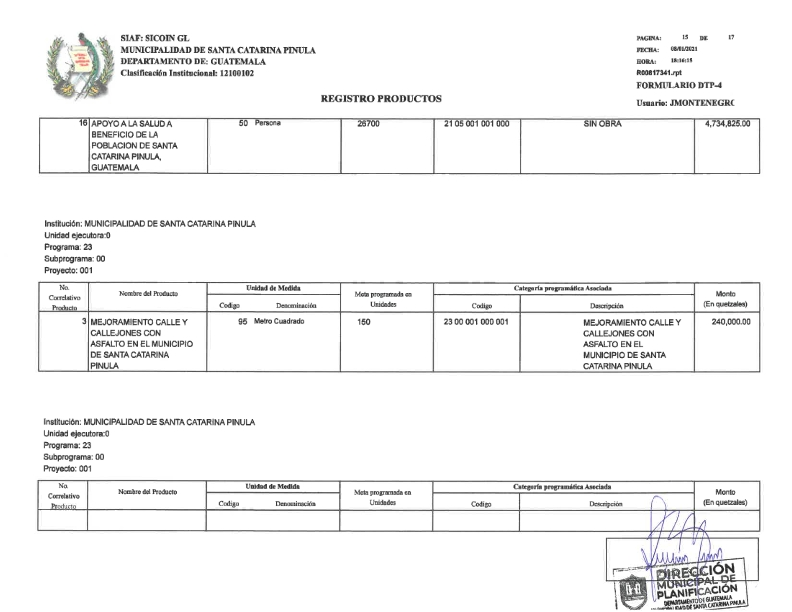 SIAF: SICOIN GL
MUNICIPALIDAD DE SANTA CATARINA PINULA
DEPARTAMENTO DE: GUATEMALA
Clasificación Institucional: 12100102
PAGINA: 15 DE 17
FECHA: 08/01/2021
HORA: 18:16:15
R00817341.rpt
FORMULARIO DTP-4
REGISTRO PRODUCTOS
Usuario: JMONTENEGRO
16 APOYO A LA SALUD A 50 Persona 26700 21 05 001 001 000 SIN OBRA 4,734,825.00
BENEFICIO DE LA
POBLACION DE SANTA
CATARINA PINULA,
GUATEMALA
Institución: MUNICIPALIDAD DE SANTA CATARINA PINULA
Unidad ejecutora:0
Programa: 23
Subprograma: 00
Proyecto: 001
No. Correlativo Producto Nombre del Producto Unidad de Medida Meta programada en Unidades Categoría programática Asociada Monto (En quetzales)
Codigo Denominación Codigo Descripción
3 MEJORAMIENTO CALLE Y 95 Metro Cuadrado 150 23 00 001 000 001 MEJORAMIENTO CALLE Y 240,000.00
CALLEJONES CON CALLEJONES CON
ASFALTO EN EL MUNICIPIO ASFALTO EN EL
DE SANTA CATARINA MUNICIPIO DE SANTA
PINULA CATARINA PINULA
Institución: MUNICIPALIDAD DE SANTA CATARINA PINULA
Unidad ejecutora:0
Programa: 23
Subprograma: 00
Proyecto: 001
No. Correlativo Producto Nombre del Producto Unidad de Medida Meta programada en Unidades Categoría programática Asociada Monto (En quetzales)
Codigo Denominación Codigo Descripción
DIRECCIÓN
MUNICIPAL DE
PLANIFICACIÓN
DEPARTAMENTO DE GUATEMALA
MUNICIPALIDAD DE SANTA CATARINA PINULA